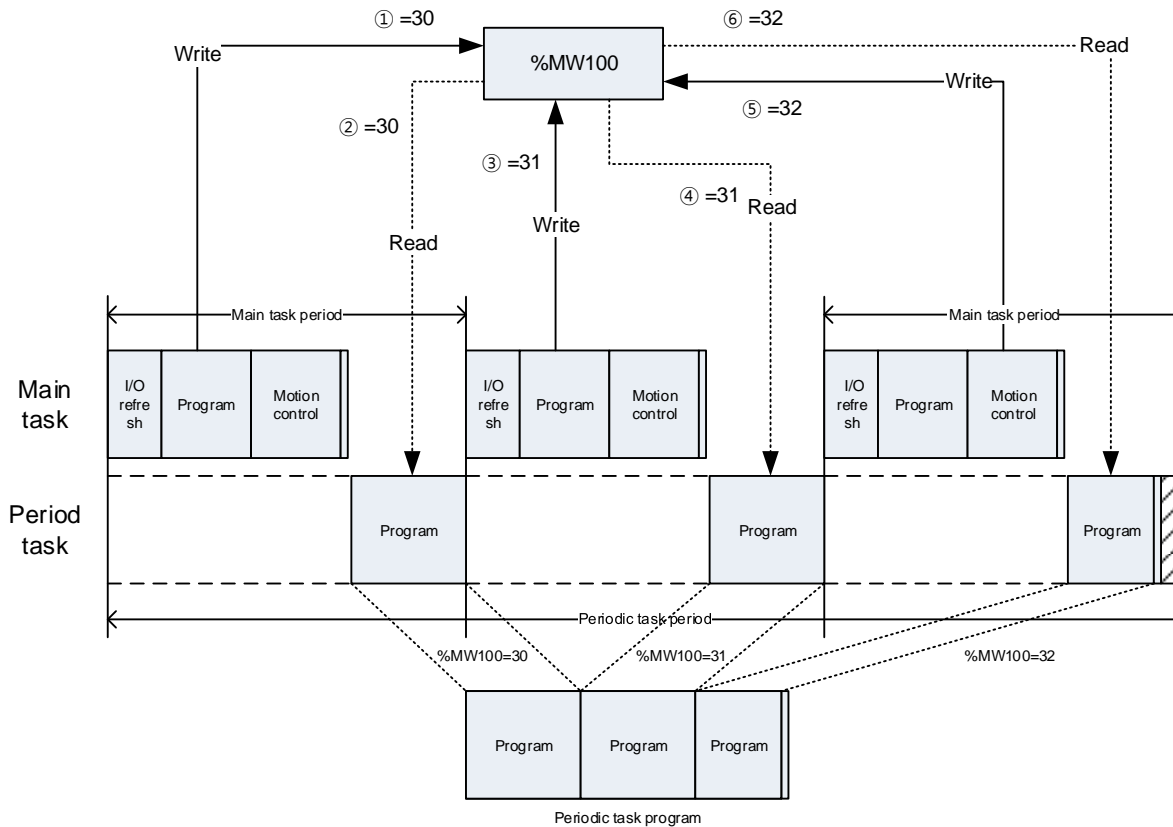 ① =30
⑥ =32
Write
%MW100
Read
② =30
Write
⑤ =32
③ =31
④ =31
Read
Write
Read
Main task period
Main task period
Main
task
I/O
refre
sh
Program
Motion
control
I/O
refre
sh
Program
Motion
control
I/O
refre
sh
Program
Motion
control
Period
task
Program
Program
Program
Periodic task period
%MW100=30
%MW100=31
%MW100=32
Program
Program
Program
Periodic task program